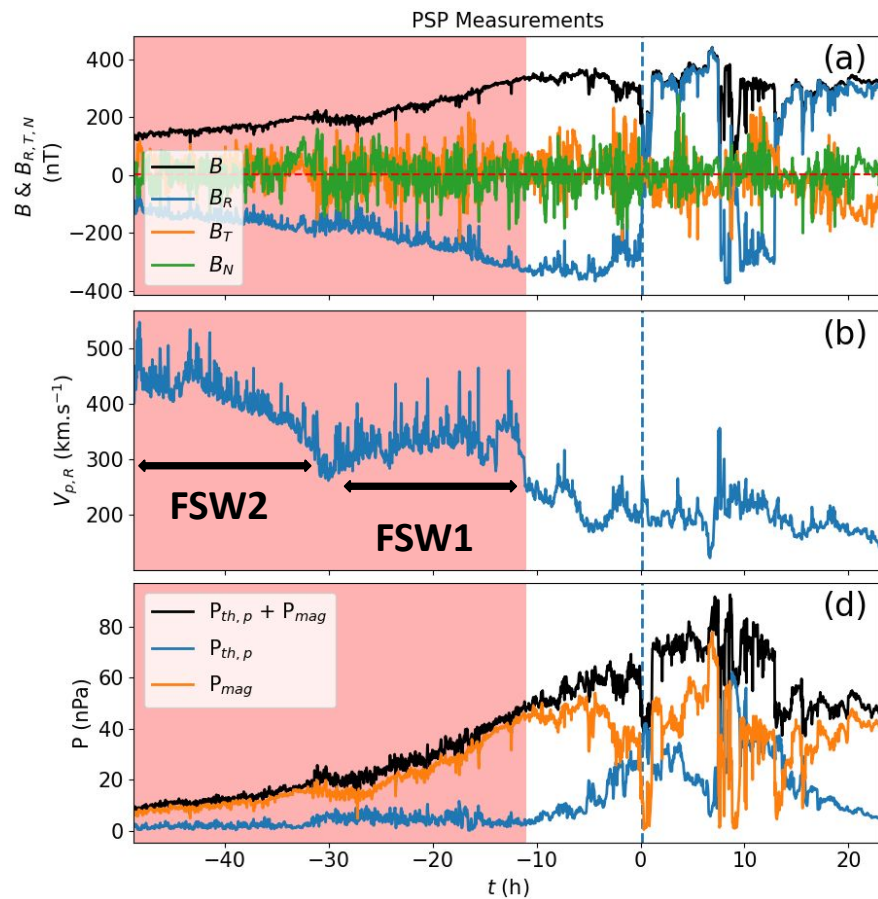 PSP Measurements
(a)
400
200
0
−200
−400
B & B_{R,T,N}
(nT)
B
B_R
B_T
B_N
(b)
500
400
300
200
V_{p,R} (km.s^{−1})
FSW2
FSW1
(d)
80
60
40
20
0
P (nPa)
P_{th,p} + P_{mag}
P_{th,p}
P_{mag}
−40 −30 −20 −10 0 10 20
t (h)